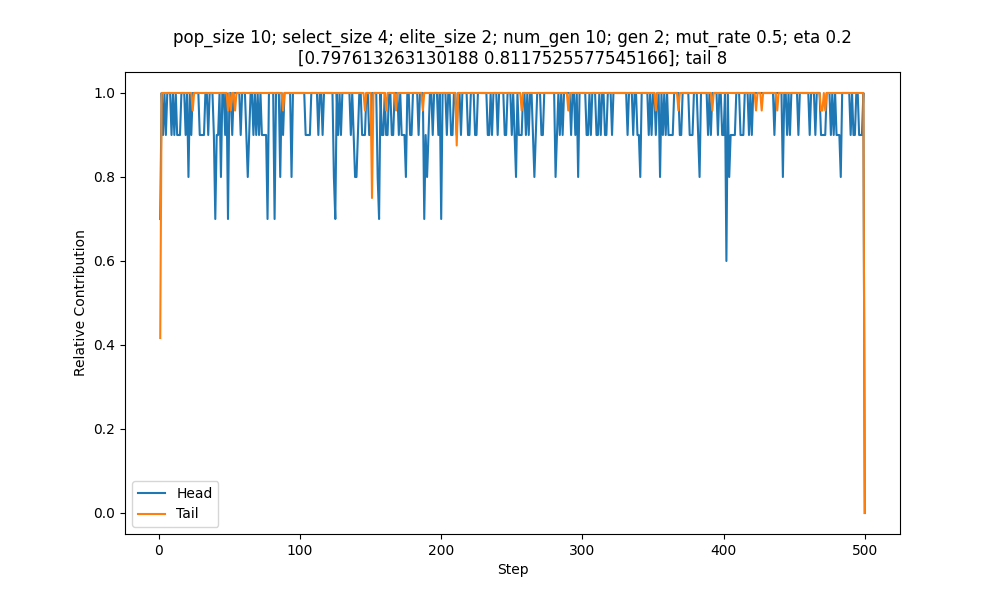 pop_size 10; select_size 4; elite_size 2; num_gen 10; gen 2; mut_rate 0.5; eta 0.2
[0.797613263130188 0.8117525577545166]; tail 8
1.0
0.8
0.6
0.4
0.2
0.0
Relative Contribution
Head
Tail
0
100
200
300
400
500
Step